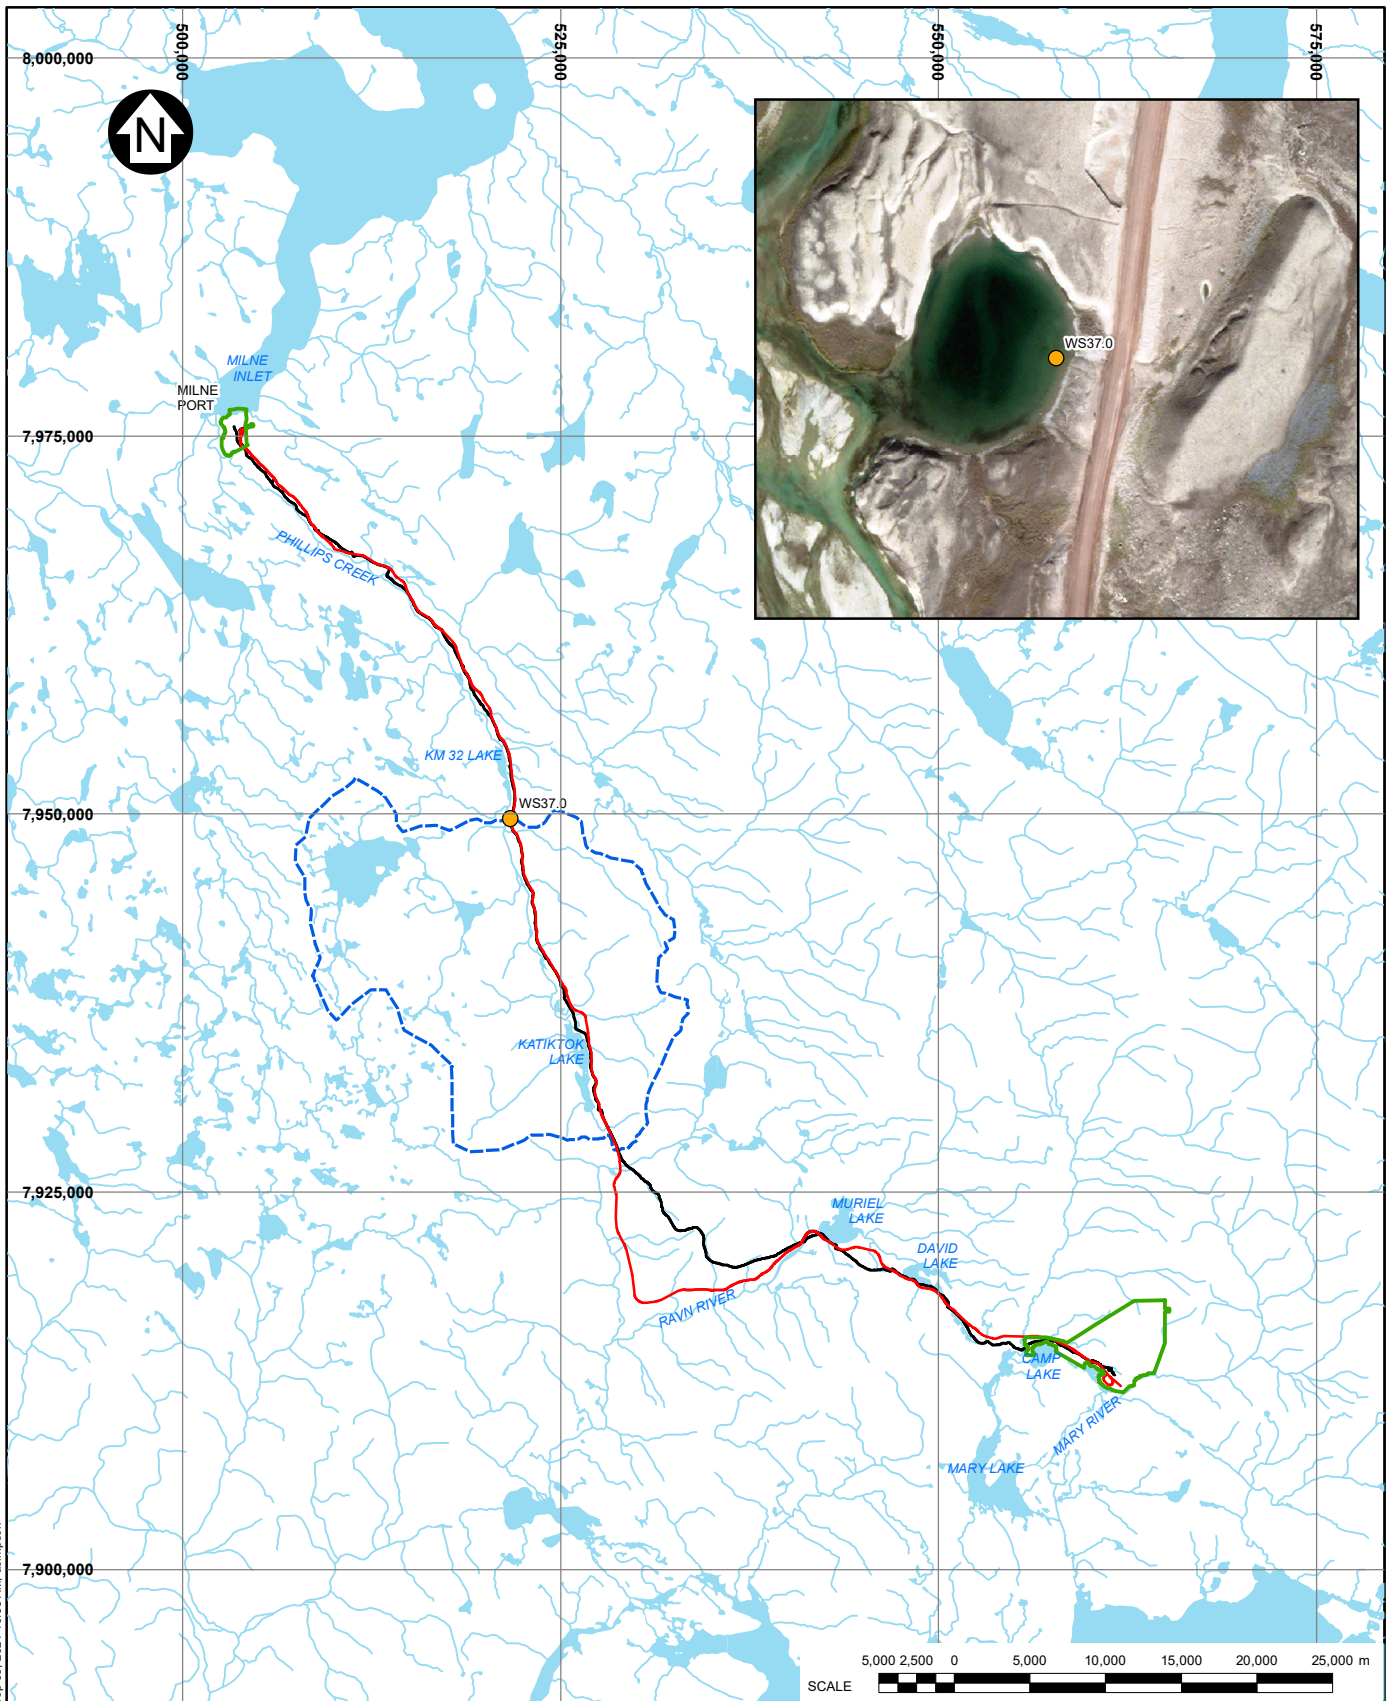 500,000
525,000
550,000
575,000
8,000,000
N
WS37.0
MILNE
INLET
MILNE
PORT
7,975,000
PHILLIPS CREEK
KM 32 LAKE
WS37.0
7,950,000
KATIKTOK
LAKE
7,925,000
MURIEL
LAKE
DAVID
LAKE
RAVN RIVER
CAMP
LAKE
MARY RIVER
MARY LAKE
7,900,000
5,000 2,500 0 5,000 10,000 15,000 20,000 25,000 m
SCALE